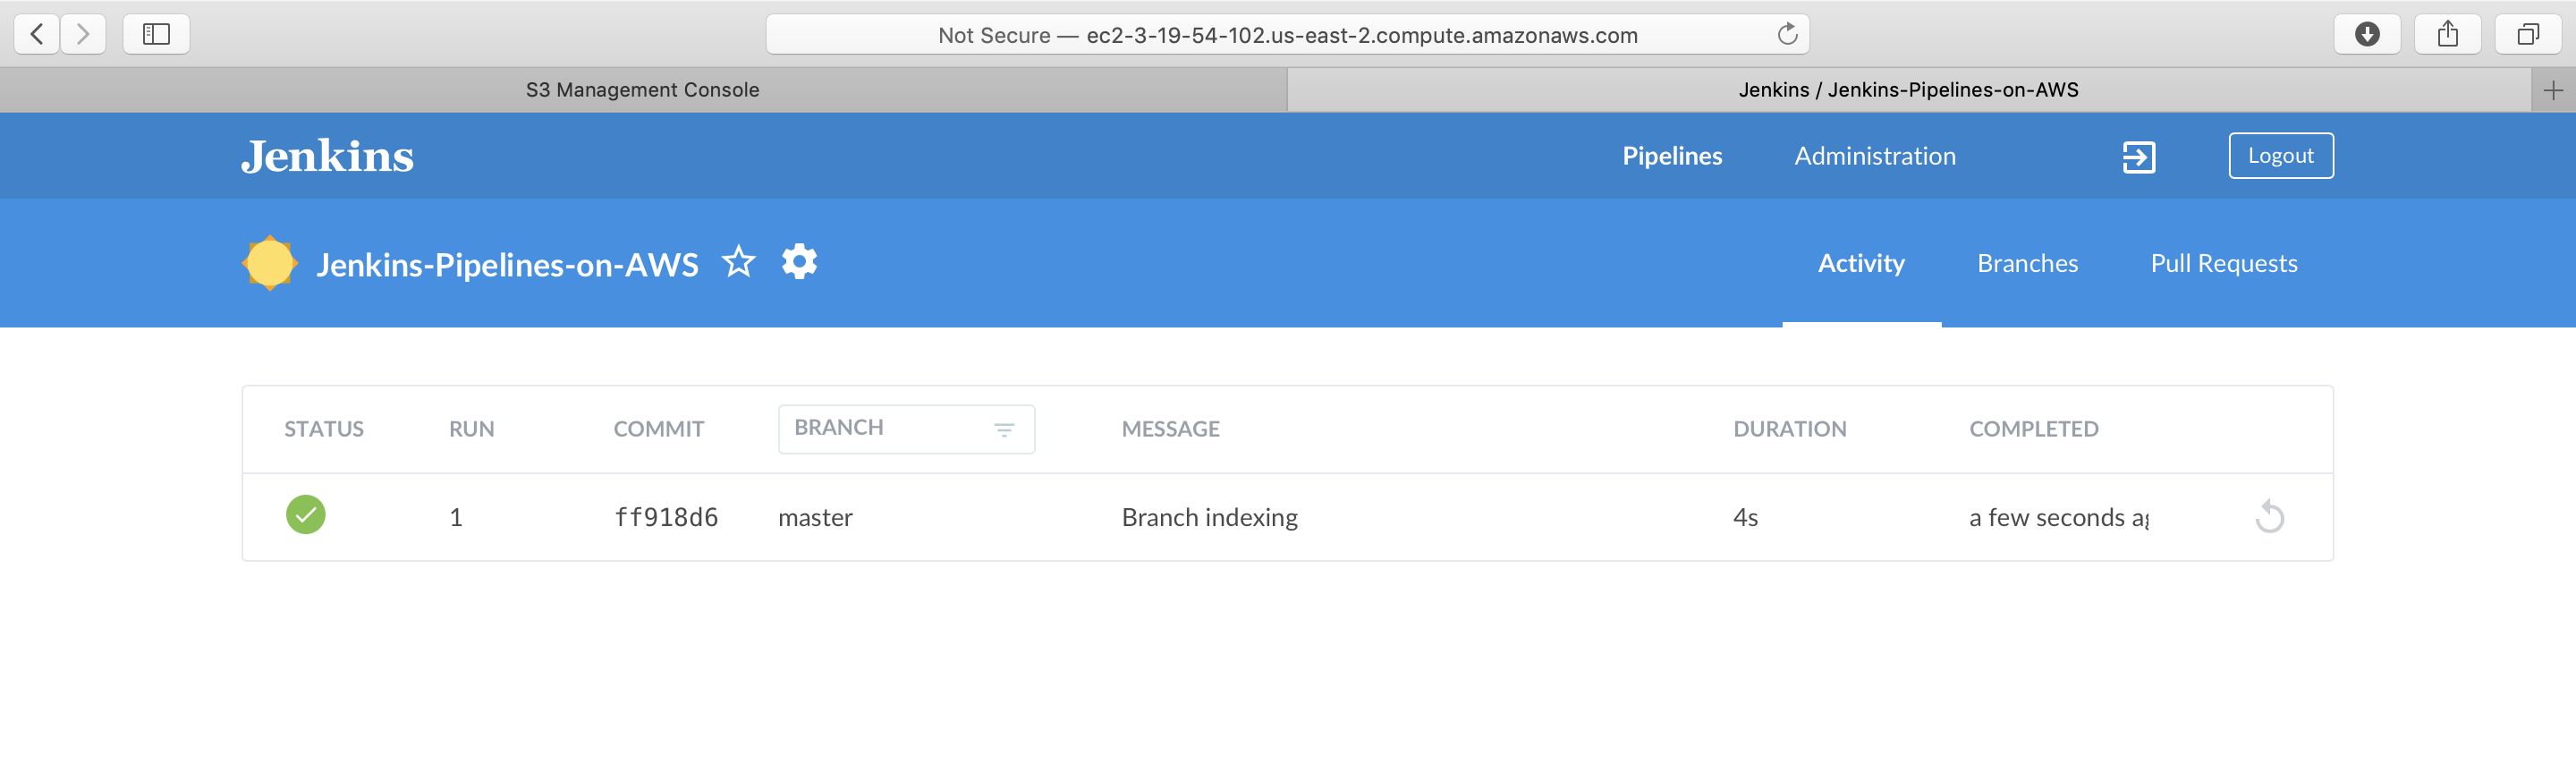 Not Secure — ec2-3-19-54-102.us-east-2.compute.amazonaws.com
S3 Management Console
Jenkins / Jenkins-Pipelines-on-AWS
Jenkins
Pipelines
Administration
Logout
Jenkins-Pipelines-on-AWS
Activity
Branches
Pull Requests
STATUS RUN COMMIT BRANCH MESSAGE DURATION COMPLETED
1 ff918d6 master Branch indexing 4s a few seconds ag